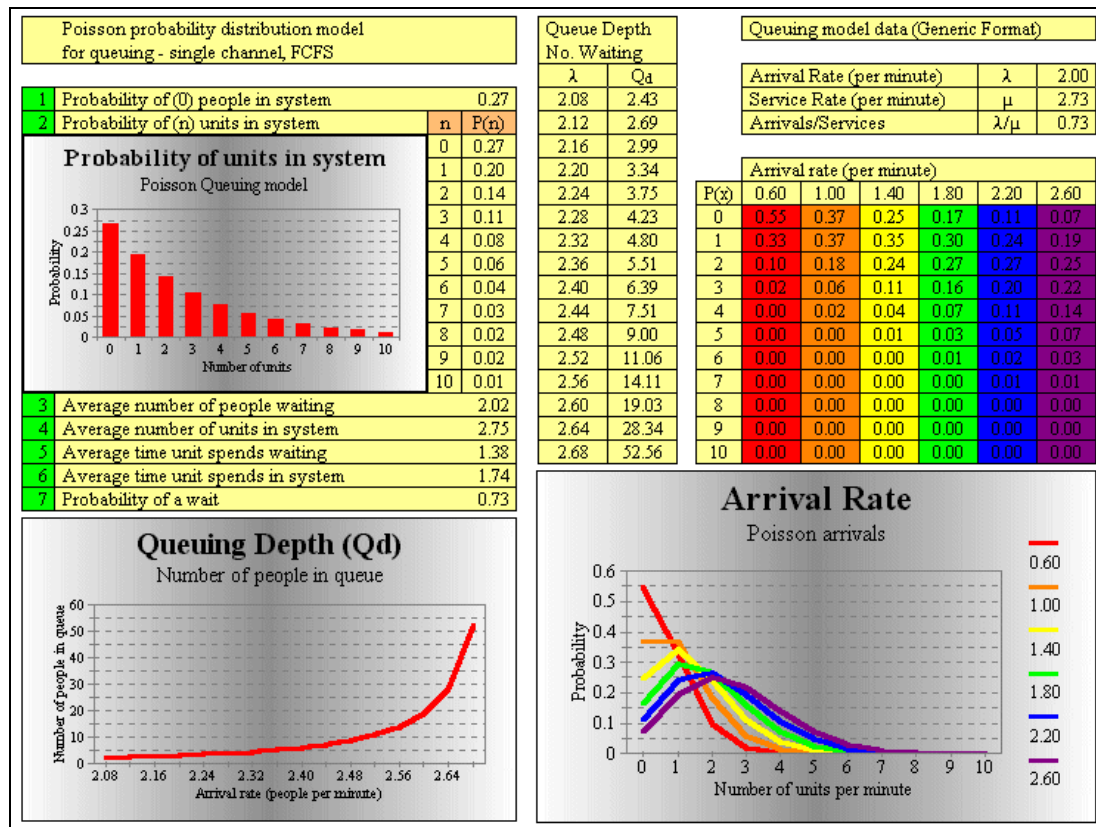 Poisson probability distribution model
for queuing - single channel, FCFS
1 Probability of (0) people in system 0.27
2 Probability of (n) units in system n P(n)
0 0.27
1 0.20
2 0.14
3 0.11
4 0.08
5 0.06
6 0.04
7 0.03
8 0.02
9 0.02
10 0.01
Probability of units in system
Poisson Queuing model
Probability
0.3
0.25
0.2
0.15
0.1
0.05
0
0 1 2 3 4 5 6 7 8 9 10
Number of units
3 Average number of people waiting 2.02
4 Average number of units in system 2.75
5 Average time unit spends waiting 1.38
6 Average time unit spends in system 1.74
7 Probability of a wait 0.73
Queue Depth
No. Waiting
λ Qd
2.08 2.43
2.12 2.69
2.16 2.99
2.20 3.34
2.24 3.75
2.28 4.23
2.32 4.80
2.36 5.51
2.40 6.39
2.44 7.51
2.48 9.00
2.52 11.06
2.56 14.11
2.60 19.03
2.64 28.34
2.68 52.56
Queuing model data (Generic Format)
Arrival Rate (per minute) λ 2.00
Service Rate (per minute) μ 2.73
Arrivals/Services λ/μ 0.73
Arrival rate (per minute)
P(x) 0.60 1.00 1.40 1.80 2.20 2.60
0 0.55 0.37 0.25 0.17 0.11 0.07
1 0.33 0.37 0.35 0.30 0.24 0.19
2 0.10 0.18 0.24 0.27 0.27 0.25
3 0.02 0.06 0.11 0.16 0.20 0.22
4 0.00 0.02 0.04 0.07 0.11 0.14
5 0.00 0.00 0.01 0.03 0.05 0.07
6 0.00 0.00 0.00 0.01 0.02 0.03
7 0.00 0.00 0.00 0.00 0.01 0.01
8 0.00 0.00 0.00 0.00 0.00 0.00
9 0.00 0.00 0.00 0.00 0.00 0.00
10 0.00 0.00 0.00 0.00 0.00 0.00
Queuing Depth (Qd)
Number of people in queue
Number of people in queue
60
50
40
30
20
10
0
2.08 2.16 2.24 2.32 2.40 2.48 2.56 2.64
Arrival rate (people per minute)
Arrival Rate
Poisson arrivals
Probability
0.6
0.5
0.4
0.3
0.2
0.1
0
0 1 2 3 4 5 6 7 8 9 10
Number of units per minute
0.60
1.00
1.40
1.80
2.20
2.60